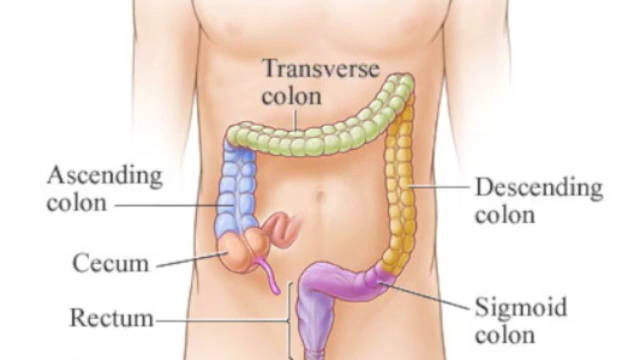 Transverse
colon
Ascending
colon
Descending
colon
Cecum
Rectum
Sigmoid
colon